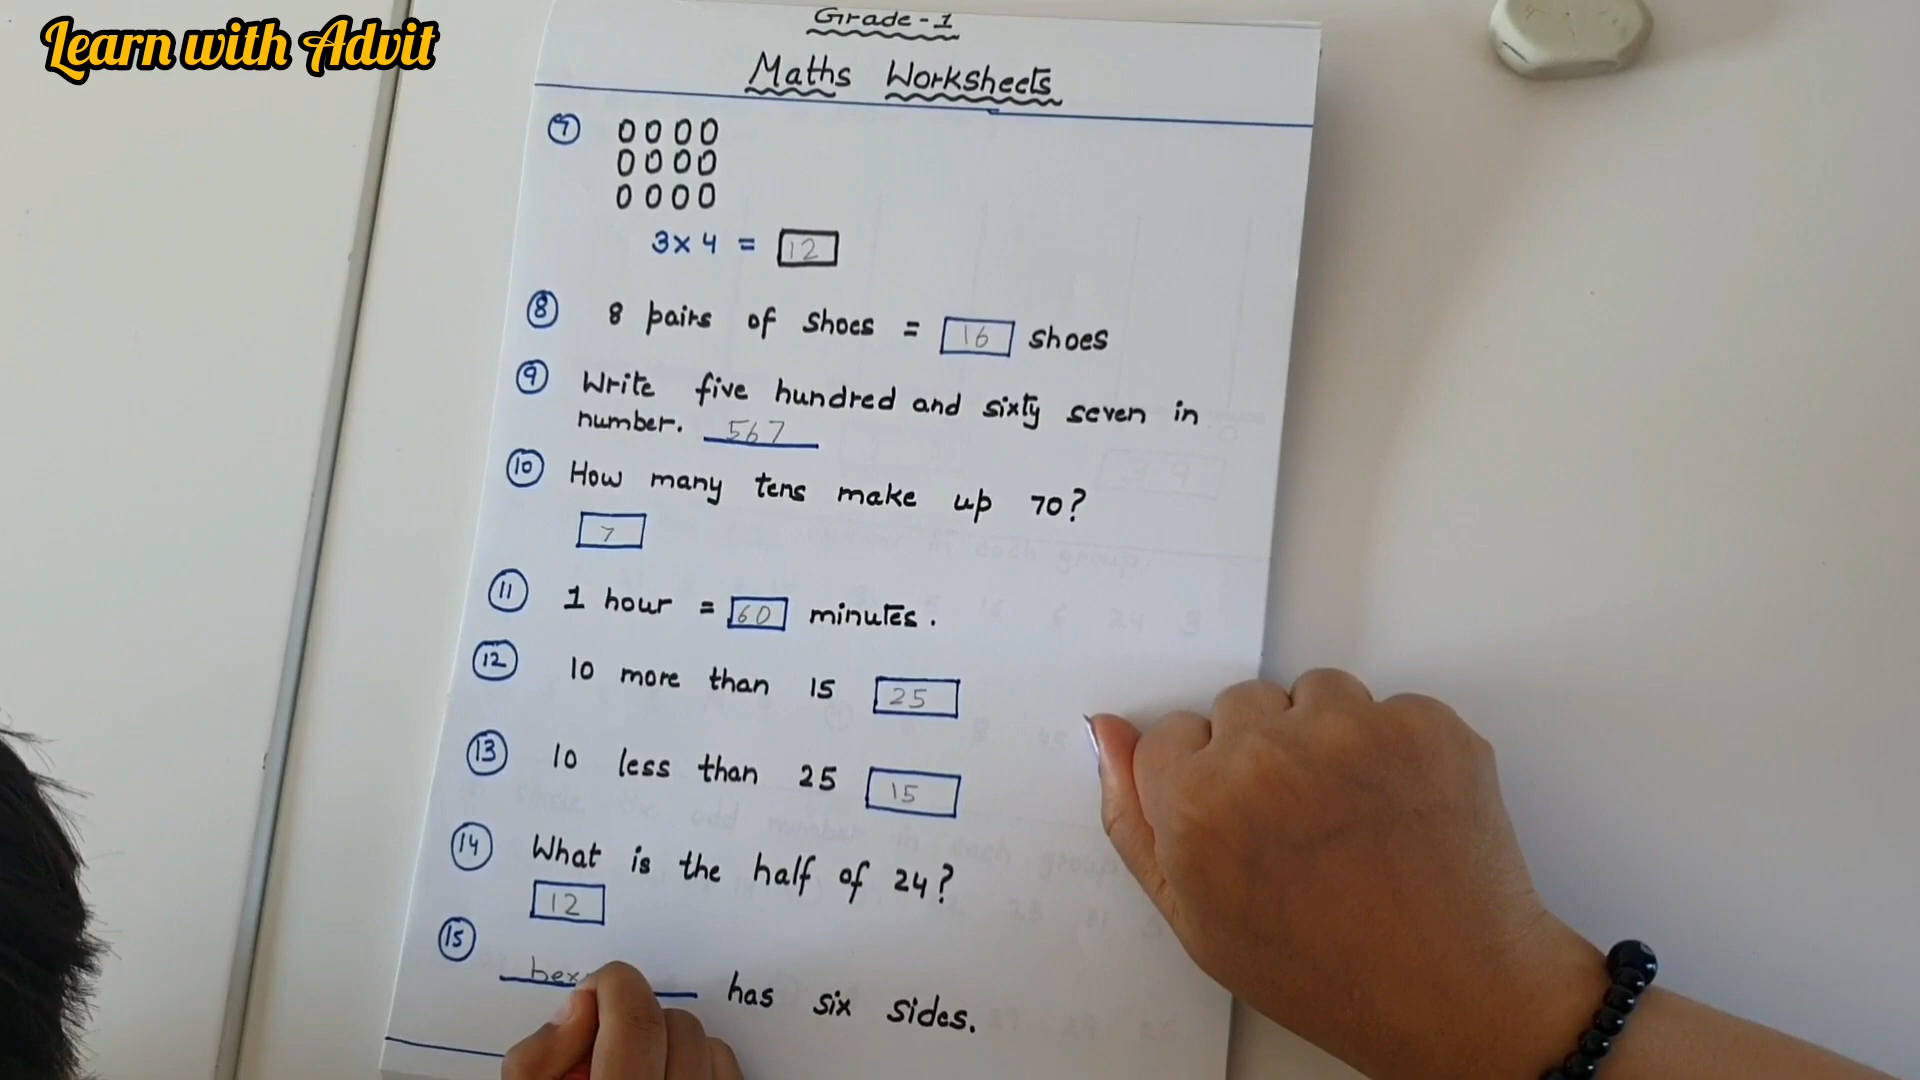 Learn with Advit
Grade-1
Maths Worksheets
7 0000
0000
0000
3 x 4 = 12
8 8 pairs of shoes = 16 shoes
9 Write five hundred and sixty seven in
number. 567
10 How many tens make up 70?
7
11 1 hour = 60 minutes.
12 10 more than 15 25
13 10 less than 25 15
14 What is the half of 24?
12
15 hex has six sides.